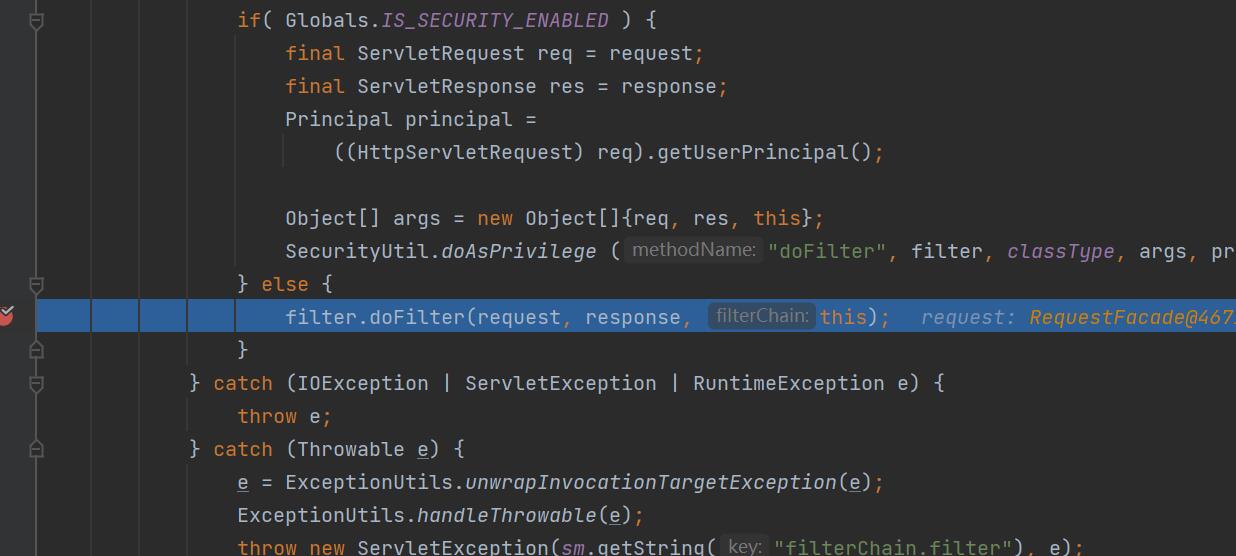 if( Globals.IS_SECURITY_ENABLED ) {
final ServletRequest req = request;
final ServletResponse res = response;
Principal principal =
((HttpServletRequest) req).getUserPrincipal();
Object[] args = new Object[]{req, res, this};
SecurityUtil.doAsPrivilege ( methodName: "doFilter", filter, classType, args, pr
} else {
filter.doFilter(request, response, filterChain: this); request: RequestFacade@467
}
} catch (IOException | ServletException | RuntimeException e) {
throw e;
} catch (Throwable e) {
e = ExceptionUtils.unwrapInvocationTargetException(e);
ExceptionUtils.handleThrowable(e);
throw new ServletException(sm.getString( key: "filterChain.filter"), e);